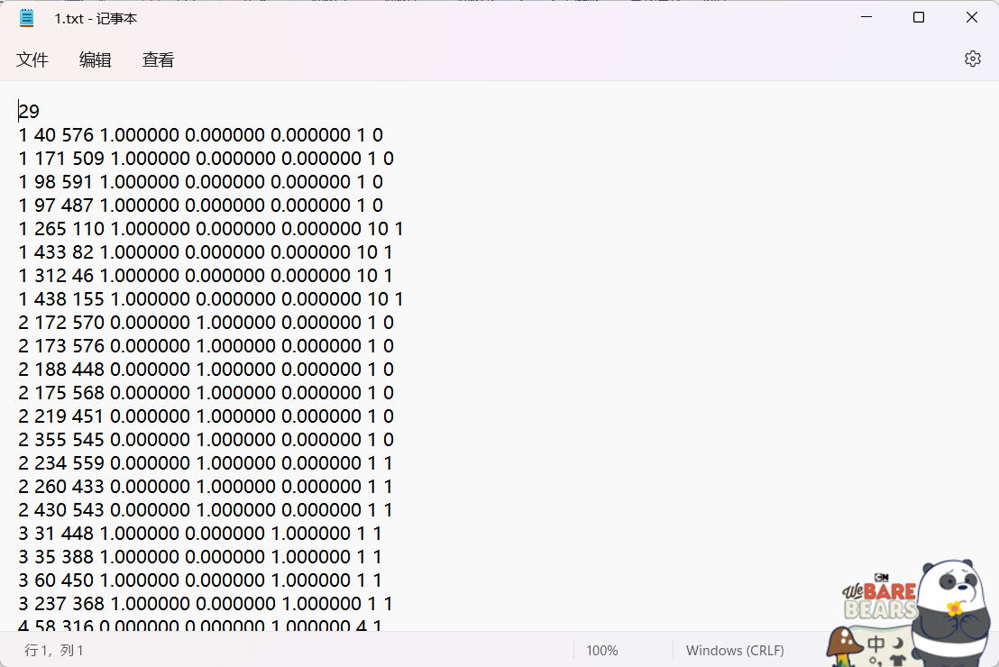 1.txt - 记事本
文件 编辑 查看
29
1 40 576 1.000000 0.000000 0.000000 1 0
1 171 509 1.000000 0.000000 0.000000 1 0
1 98 591 1.000000 0.000000 0.000000 1 0
1 97 487 1.000000 0.000000 0.000000 1 0
1 265 110 1.000000 0.000000 0.000000 10 1
1 433 82 1.000000 0.000000 0.000000 10 1
1 312 46 1.000000 0.000000 0.000000 10 1
1 438 155 1.000000 0.000000 0.000000 10 1
2 172 570 0.000000 1.000000 0.000000 1 0
2 173 576 0.000000 1.000000 0.000000 1 0
2 188 448 0.000000 1.000000 0.000000 1 0
2 175 568 0.000000 1.000000 0.000000 1 0
2 219 451 0.000000 1.000000 0.000000 1 0
2 355 545 0.000000 1.000000 0.000000 1 0
2 234 559 0.000000 1.000000 0.000000 1 1
2 260 433 0.000000 1.000000 0.000000 1 1
2 430 543 0.000000 1.000000 0.000000 1 1
3 31 448 1.000000 0.000000 1.000000 1 1
3 35 388 1.000000 0.000000 1.000000 1 1
3 60 450 1.000000 0.000000 1.000000 1 1
3 237 368 1.000000 0.000000 1.000000 1 1
4 58 316 0.000000 0.000000 1.000000 4 1
CN
We BARE
BEARS
中
行 1，列 1
100%
Windows (CRLF)